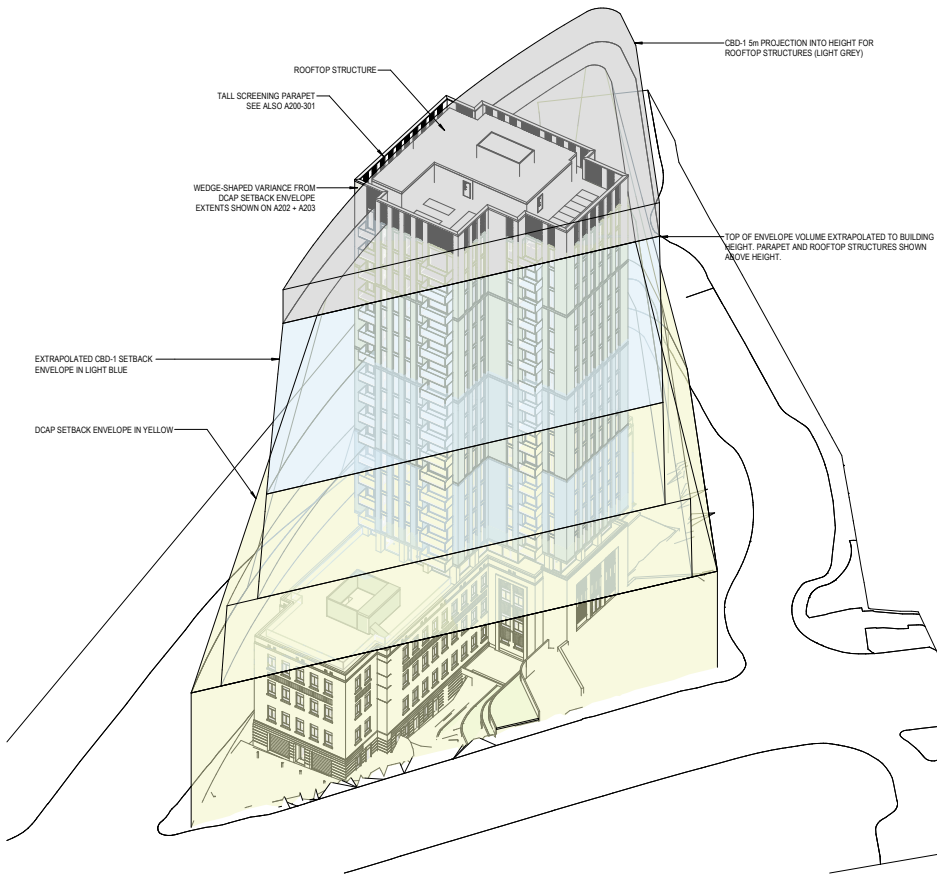 CBD-1 5m PROJECTION INTO HEIGHT FOR
ROOFTOP STRUCTURES (LIGHT GREY)
ROOFTOP STRUCTURE
TALL SCREENING PARAPET
SEE ALSO A200-301
WEDGE-SHAPED VARIANCE FROM
DCAP SETBACK ENVELOPE
EXTENTS SHOWN ON A202 + A203
TOP OF ENVELOPE VOLUME EXTRAPOLATED TO BUILDING
HEIGHT. PARAPET AND ROOFTOP STRUCTURES SHOWN
ABOVE HEIGHT.
EXTRAPOLATED CBD-1 SETBACK
ENVELOPE IN LIGHT BLUE
DCAP SETBACK ENVELOPE IN YELLOW